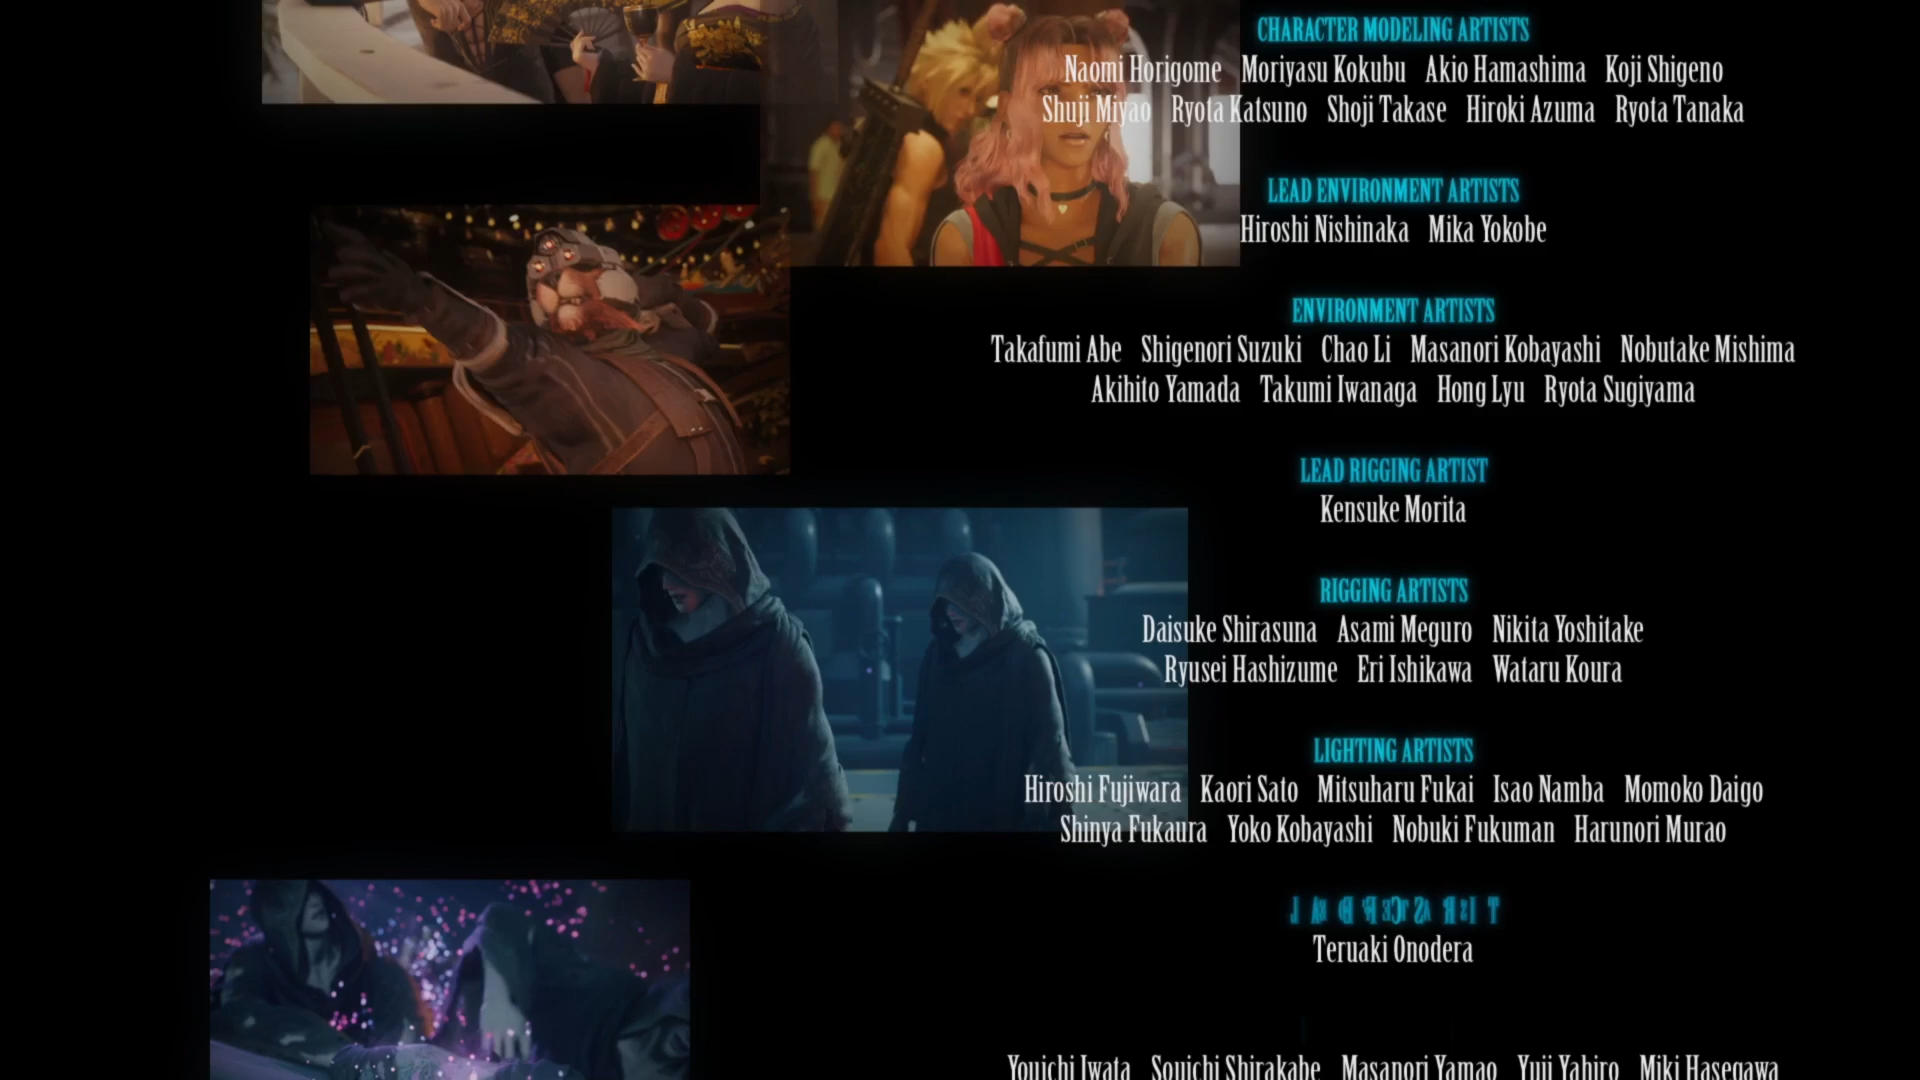 CHARACTER MODELING ARTISTS
Naomi Horigome Moriyasu Kokubu Akio Hamashima Koji Shigeno
Shuji Miyao Ryota Katsuno Shoji Takase Hiroki Azuma Ryota Tanaka
LEAD ENVIRONMENT ARTISTS
Hiroshi Nishinaka Mika Yokobe
ENVIRONMENT ARTISTS
Takafumi Abe Shigenori Suzuki Chao Li Masanori Kobayashi Nobutake Mishima
Akihito Yamada Takumi Iwanaga Hong Lyu Ryota Sugiyama
LEAD RIGGING ARTIST
Kensuke Morita
RIGGING ARTISTS
Daisuke Shirasuna Asami Meguro Nikita Yoshitake
Ryusei Hashizume Eri Ishikawa Wataru Koura
LIGHTING ARTISTS
Hiroshi Fujiwara Kaori Sato Mitsuharu Fukai Isao Namba Momoko Daigo
Shinya Fukaura Yoko Kobayashi Nobuki Fukuman Harunori Murao
Teruaki Onodera
Youichi Iwata Souichi Shirakabe Masanori Yamao Yuji Yahiro Miki Hasegawa